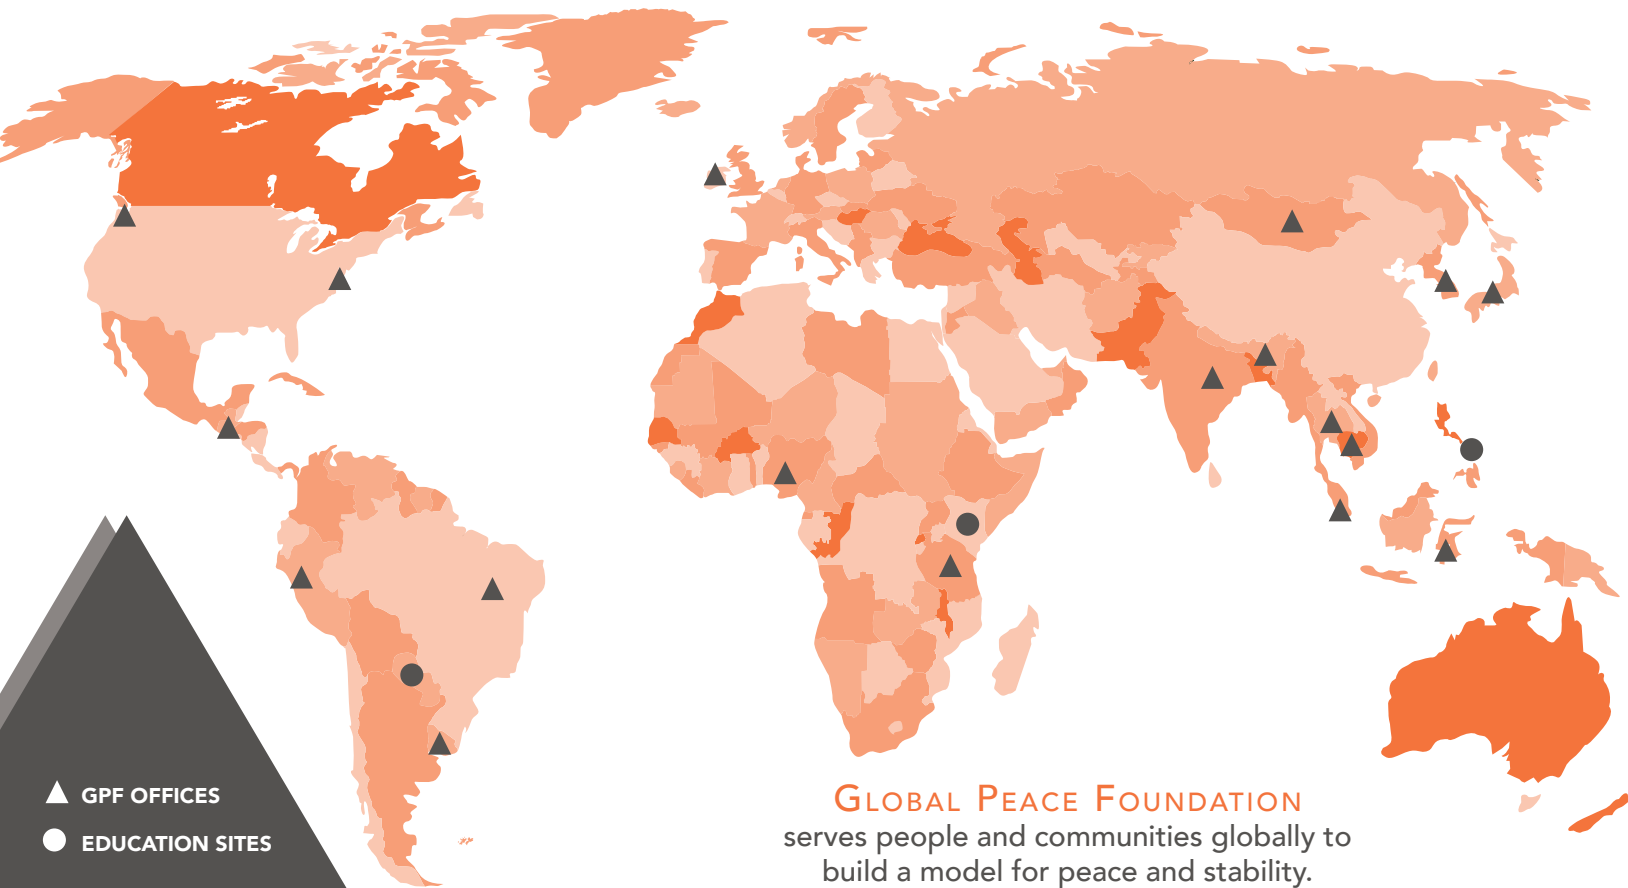 GPF OFFICES
EDUCATION SITES
GLOBAL PEACE FOUNDATION
serves people and communities globally to
build a model for peace and stability.